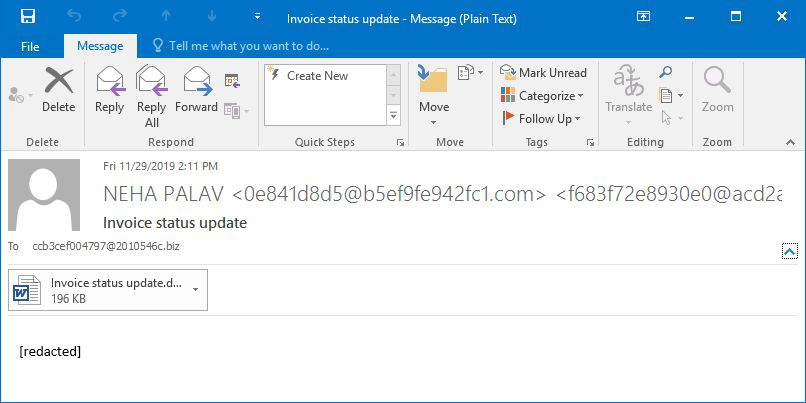 Invoice status update - Message (Plain Text)
File Message Tell me what you want to do...
Delete Reply Reply All Forward Create New Move Mark Unread Categorize Follow Up Translate Zoom
Delete Respond Quick Steps Move Tags Editing Zoom
Fri 11/29/2019 2:11 PM
NEHA PALAV <0e841d8d5@b5ef9fe942fc1.com> <f683f72e8930e0@acd2a
Invoice status update
To ccb3cef004797@2010546c.biz
Invoice status update.d...
196 KB
[redacted]